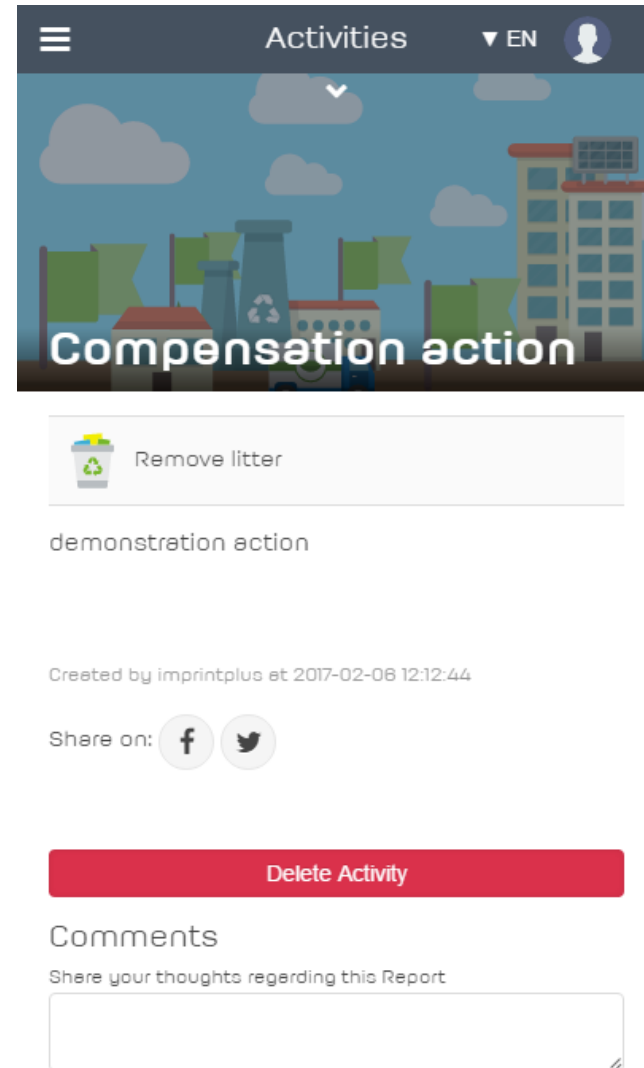 Activities
▼ EN
Compensation action
Remove litter
demonstration action
Created by imprintplus at 2017-02-06 12:12:44
Share on:
Delete Activity
Comments
Share your thoughts regarding this Report